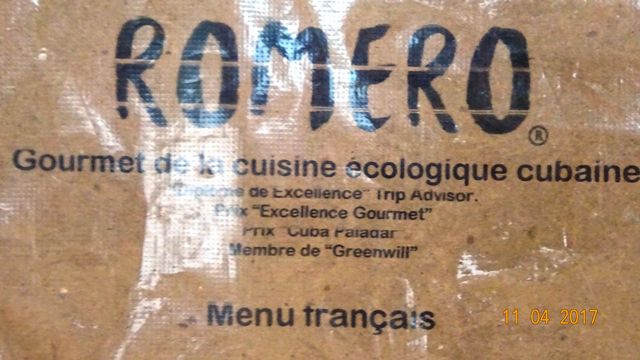 ROMERO®
Gourmet de la cuisine écologique cubaine
de Excellence" Trip Advisor.
Prix "Excellence Gourmet"
Prix "Cuba Paladar"
Membre de "Greenwill"
Menu français
11 04 2017